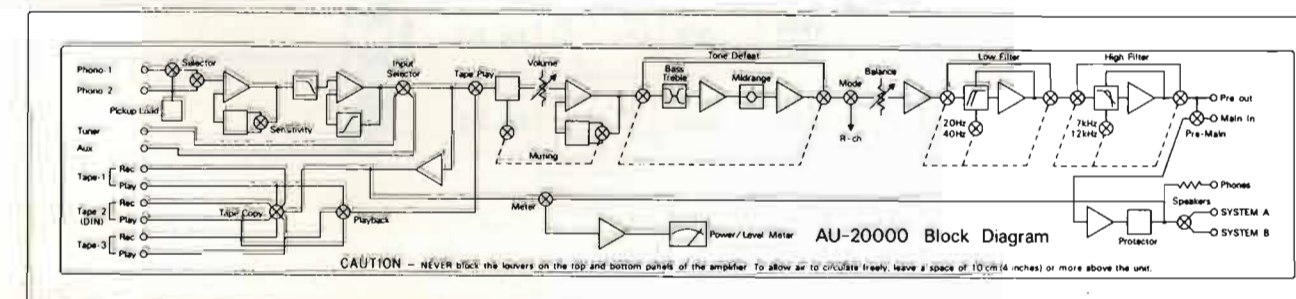 Phono-1
Phono 2
Selector
Pickup Load
Sensitivity
Tuner
Aux
Input
Selector
Tape Play
Volume
Muting
Tone Defeat
Bass
Treble
Midrange
Mode
R-ch
Balance
Low Filter
20Hz
40Hz
High Filter
7kHz
12kHz
Pre out
Main In
Pre-Main
Tape-1
Rec
Play
Tape 2
(DIN)
Rec
Play
Tape-3
Rec
Play
Tape Copy
Playback
Meter
Power/Level Meter
Phones
Speakers
SYSTEM A
SYSTEM B
Protector
AU-20000 Block Diagram
CAUTION – NEVER block the louvers on the top and bottom panels of the amplifier. To allow air to circulate freely, leave a space of 10 cm (4 inches) or more above the unit.